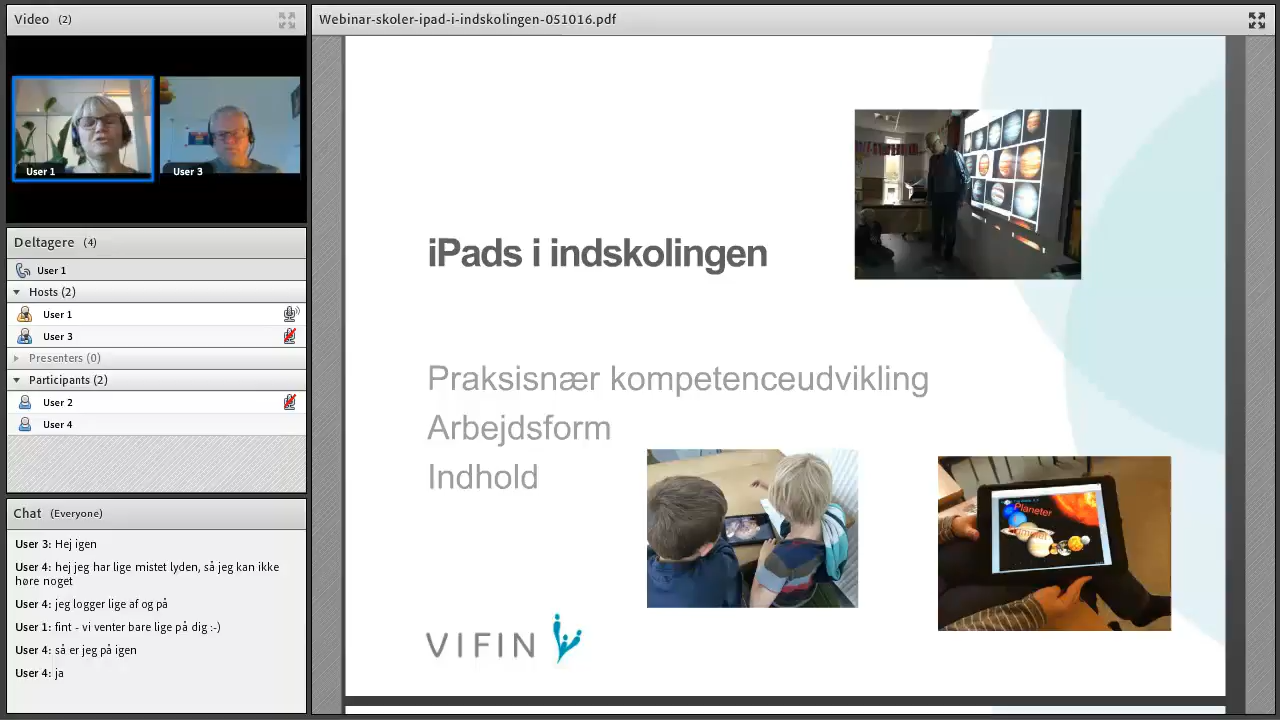 Video (2)
User 1
User 3
Deltagere (4)
User 1
Hosts (2)
User 1
User 3
Presenters (0)
Participants (2)
User 2
User 4
Chat (Everyone)
User 3: Hej igen
User 4: hej jeg har lige mistet lyden, så jeg kan ikke
høre noget
User 4: jeg logger lige af og på
User 1: fint - vi venter bare lige på dig :-)
User 4: så er jeg på igen
User 4: ja
Webinar-skoler-ipad-i-indskolingen-051016.pdf
iPads i indskolingen
Praksisnær kompetenceudvikling
Arbejdsform
Indhold
Planeter
VIFIN